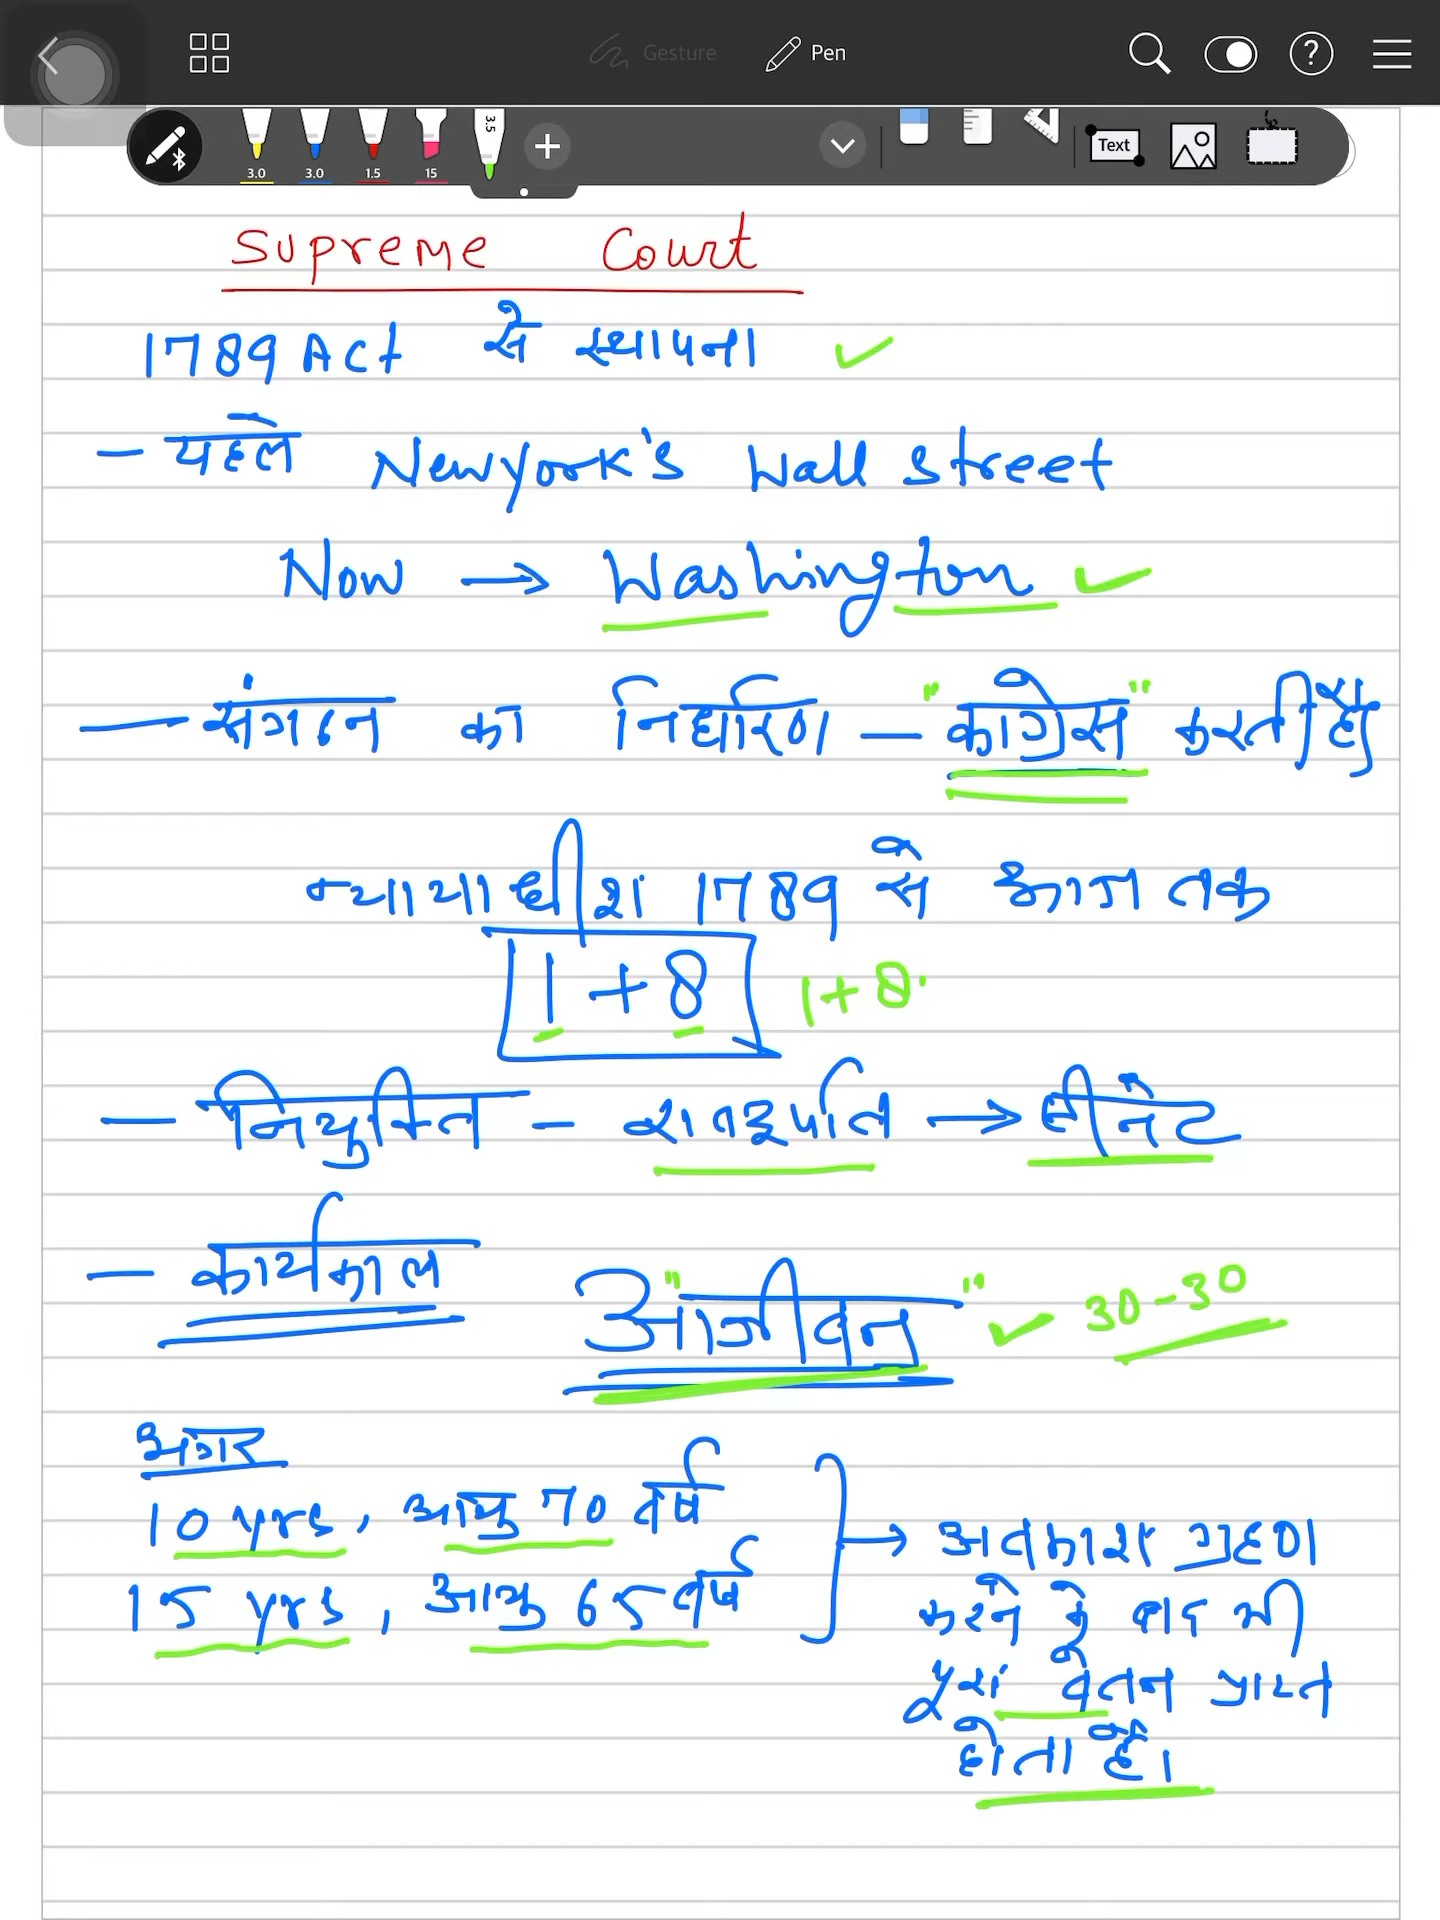 Gesture Pen
3.0 3.0 1.5 15 3.5 + Text
Supreme Court
1789 Act से स्थापना ✓
- पहले Newyork's Wall Street
Now → Washington ✓
- संगठन का निर्धारण - "कांग्रेस" करती है
न्यायाधीश 1789 से आज तक
1 + 8 1+8
- नियुक्ति - राष्ट्रपति → सीनेट
- कार्यकाल "आजीवन" ✓ 30-30
अगर
10 yrs, आयु 70 वर्ष
15 yrs, आयु 65 वर्ष
→ अवकाश ग्रहण
करने के बाद भी
पूरा वेतन प्राप्त
होता है।